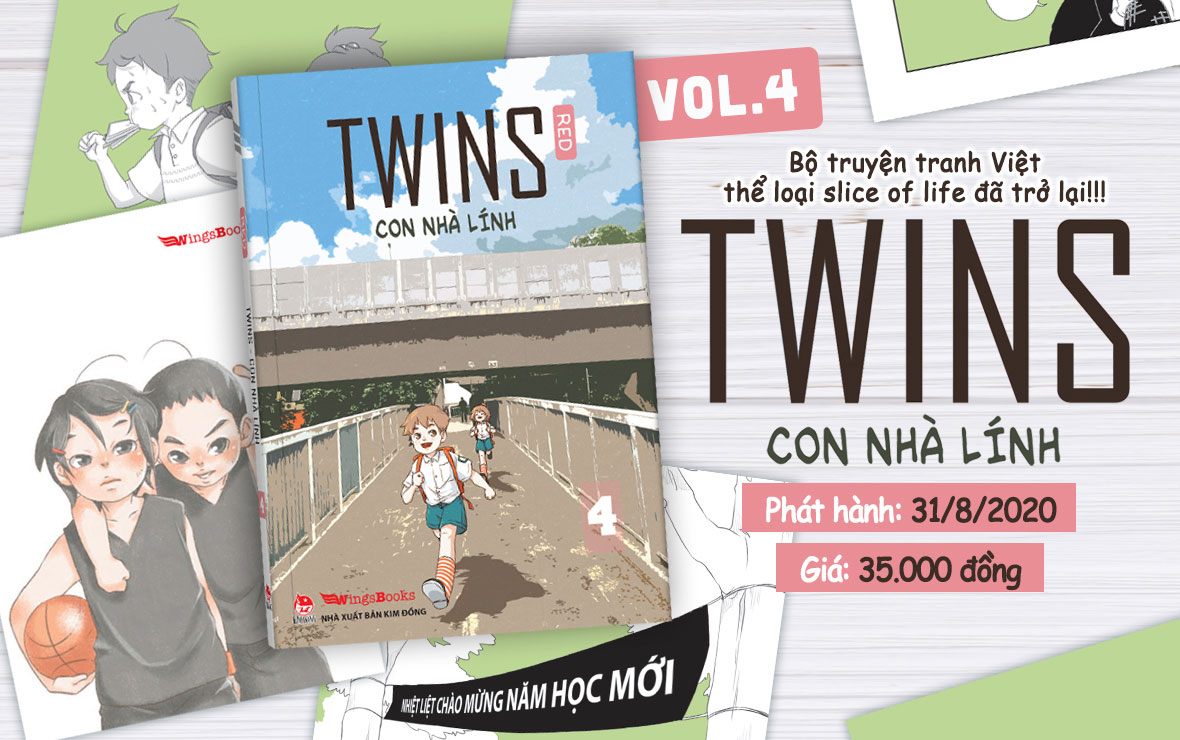 VOL.4
Bộ truyện tranh Việt
thể loại slice of life đã trở lại!!!
TWINS
CON NHÀ LÍNH
Phát hành: 31/8/2020
Giá: 35.000 đồng
TWINS
RED
CON NHÀ LÍNH
4
WingsBooks
NHÀ XUẤT BẢN KIM ĐỒNG
TWINS - CON NHÀ LÍNH
WingsBooks
NHIỆT LIỆT CHÀO MỪNG NĂM HỌC MỚI